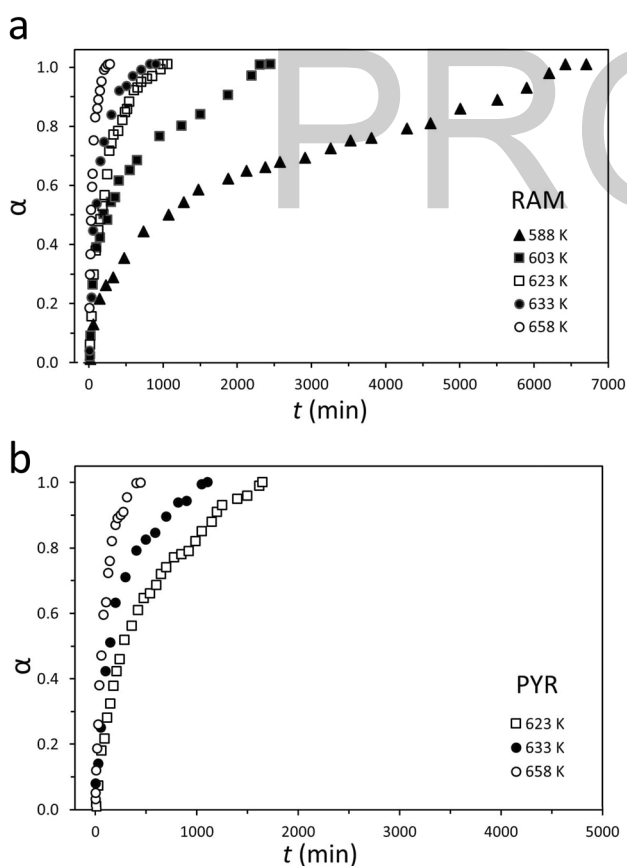 a
PRO
1.0
0.8
0.6
0.4
0.2
0.0
α
RAM
588 K
603 K
623 K
633 K
658 K
0 1000 2000 3000 4000 5000 6000 7000
t (min)
b
1.0
0.8
0.6
0.4
0.2
0.0
α
PYR
623 K
633 K
658 K
0 1000 2000 3000 4000 5000
t (min)